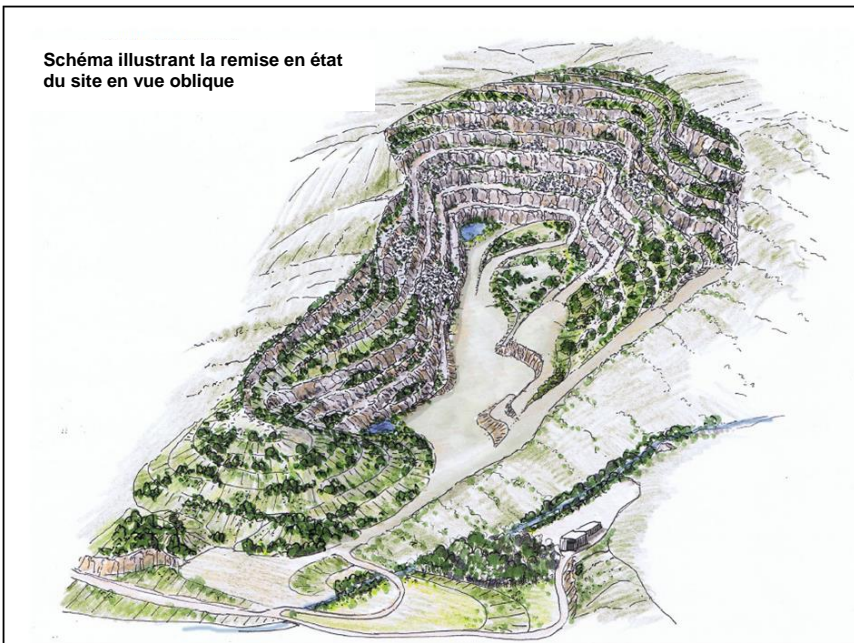 Schéma illustrant la remise en état
du site en vue oblique